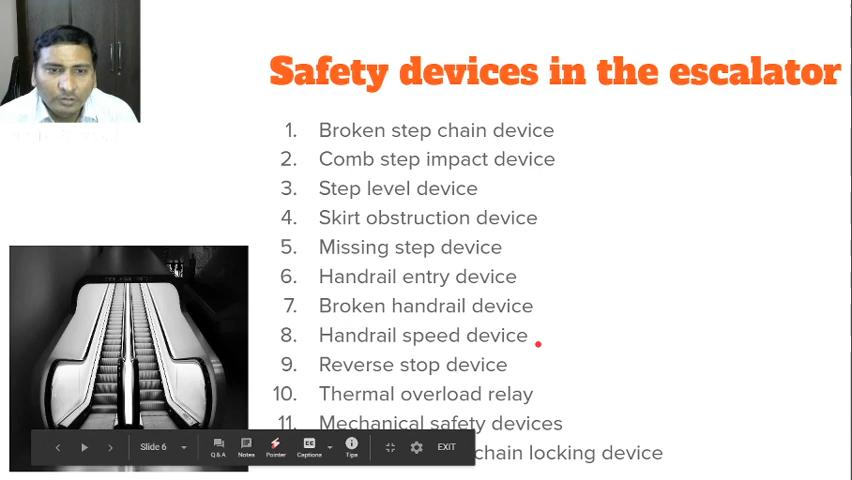 Safety devices in the escalator
1. Broken step chain device
2. Comb step impact device
3. Step level device
4. Skirt obstruction device
5. Missing step device
6. Handrail entry device
7. Broken handrail device
8. Handrail speed device
9. Reverse stop device
10. Thermal overload relay
11. Mechanical safety devices
chain locking device
Slide 6
Q&A
Notes
Pointer
Captions
Tips
EXIT